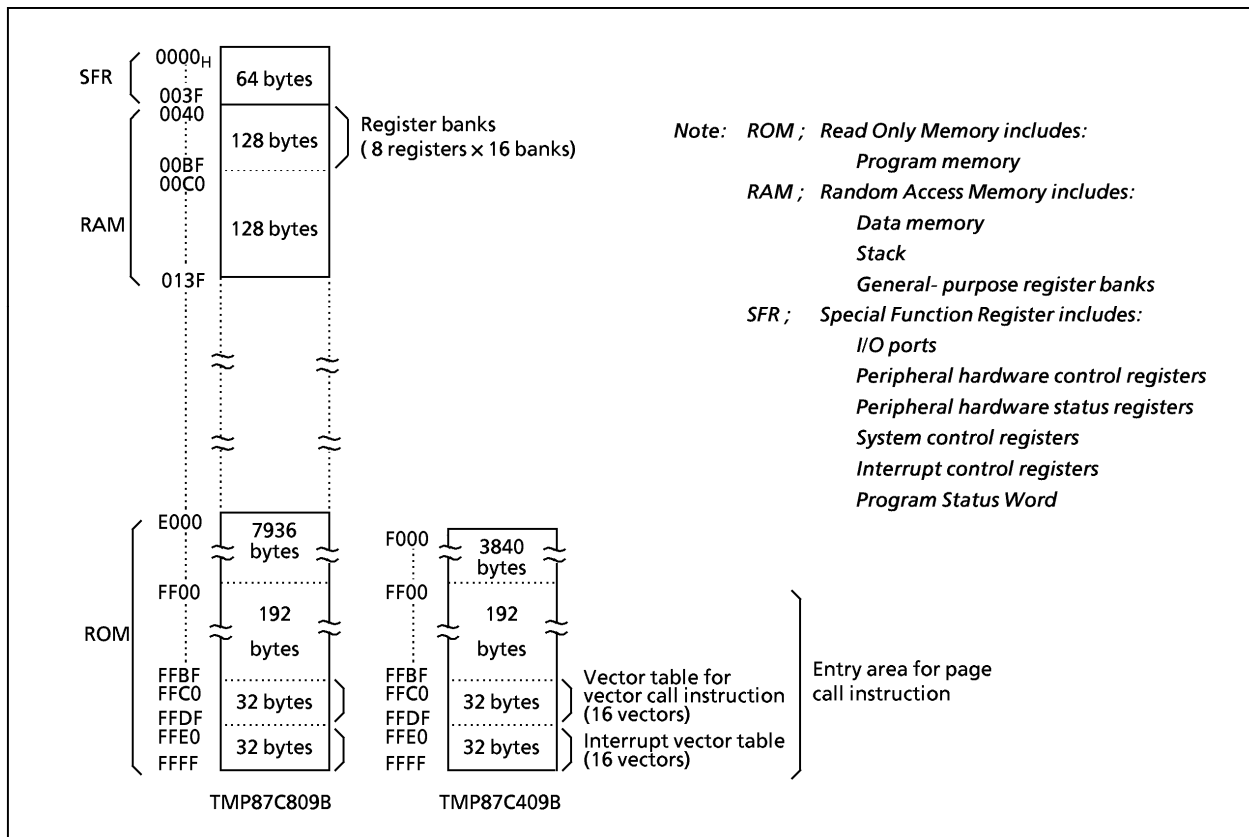 0000H
SFR
64 bytes
003F
0040
128 bytes
Register banks
( 8 registers × 16 banks)
00BF
00C0
RAM
128 bytes
013F
Note: ROM ; Read Only Memory includes:
Program memory
RAM ; Random Access Memory includes:
Data memory
Stack
General- purpose register banks
SFR ; Special Function Register includes:
I/O ports
Peripheral hardware control registers
Peripheral hardware status registers
System control registers
Interrupt control registers
Program Status Word
E000
7936
bytes
FF00
192
bytes
ROM
FFBF
FFC0
32 bytes
FFDF
FFE0
32 bytes
FFFF
TMP87C809B
F000
3840
bytes
FF00
192
bytes
FFBF
FFC0
32 bytes
FFDF
FFE0
32 bytes
FFFF
TMP87C409B
Vector table for
vector call instruction
(16 vectors)
Interrupt vector table
(16 vectors)
Entry area for page
call instruction